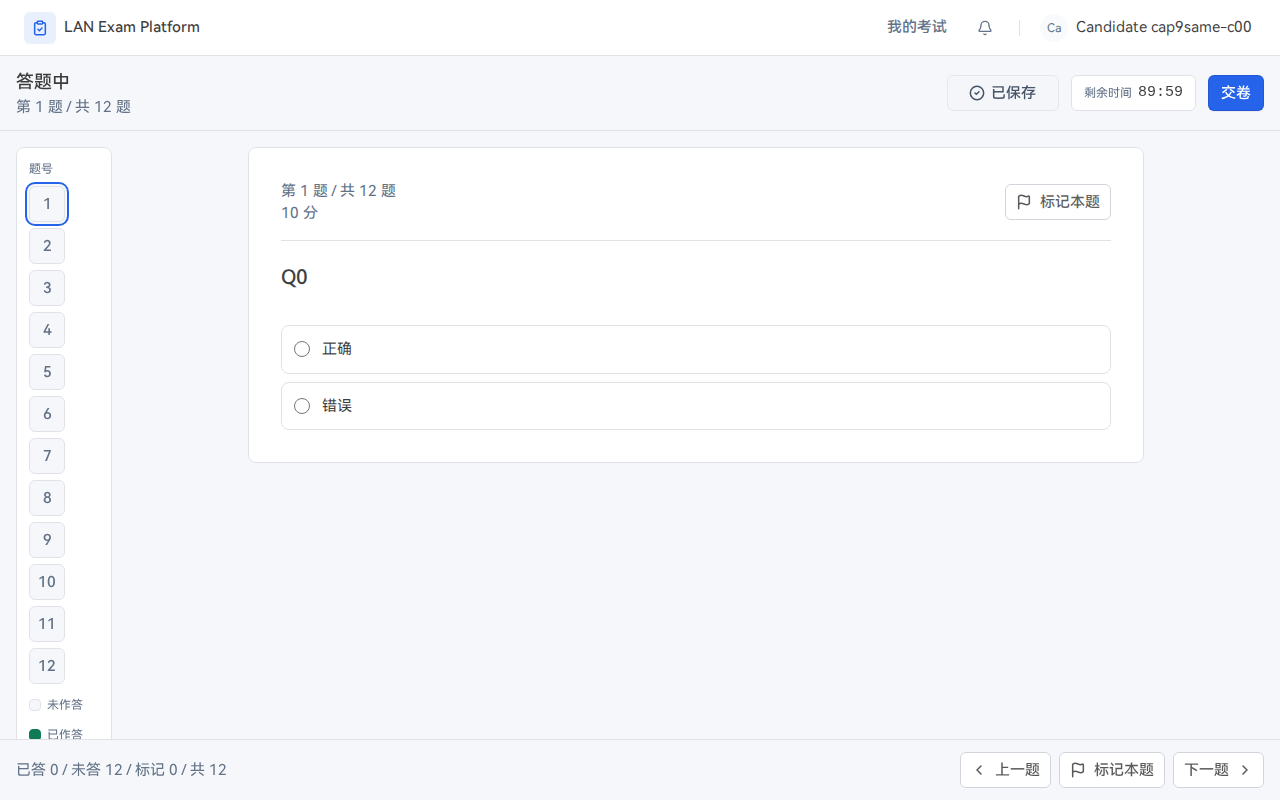 LAN Exam Platform
我的考试
Ca
Candidate cap9same-c00
答题中
第 1 题 / 共 12 题
已保存
剩余时间 89:59
交卷
题号
1
2
3
4
5
6
7
8
9
10
11
12
未作答
已作答
第 1 题 / 共 12 题
10 分
标记本题
Q0
正确
错误
已答 0 / 未答 12 / 标记 0 / 共 12
上一题
标记本题
下一题